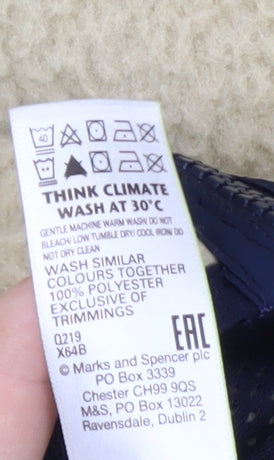 40
THINK CLIMATE
WASH AT 30°C
GENTLE MACHINE WARM WASH/ DO NOT
BLEACH/ LOW TUMBLE DRY/ COOL IRON/ DO
NOT DRY CLEAN
WASH SIMILAR
COLOURS TOGETHER
100% POLYESTER
EXCLUSIVE OF
TRIMMINGS
Q219
X64B
EAC
© Marks and Spencer plc
PO Box 3339
Chester CH99 9QS
M&S, PO Box 13022
Ravensdale, Dublin 2